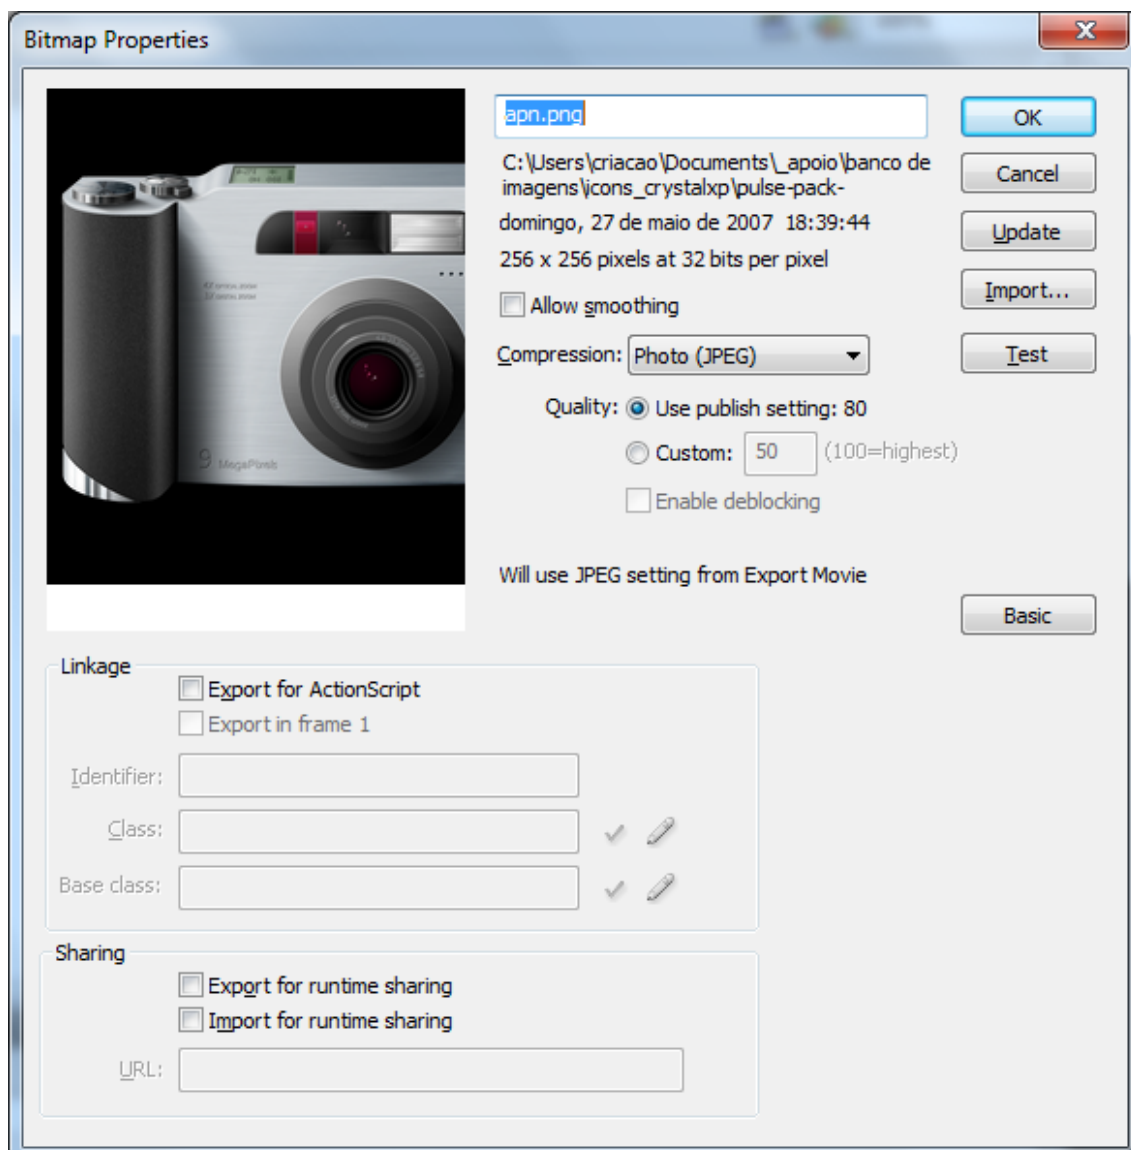 Bitmap Properties
apn.png
OK
C:\Users\criacao\Documents\_apoio\banco de
imagens\icons_crystalxp\pulse-pack-
Cancel
domingo, 27 de maio de 2007 18:39:44
Update
256 x 256 pixels at 32 bits per pixel
Import...
Allow smoothing
Compression: Photo (JPEG)
Test
Quality: Use publish setting: 80
Custom: 50 (100=highest)
Enable deblocking
9 MegaPixels
Will use JPEG setting from Export Movie
Basic
Linkage
Export for ActionScript
Export in frame 1
Identifier:
Class:
Base class:
Sharing
Export for runtime sharing
Import for runtime sharing
URL: